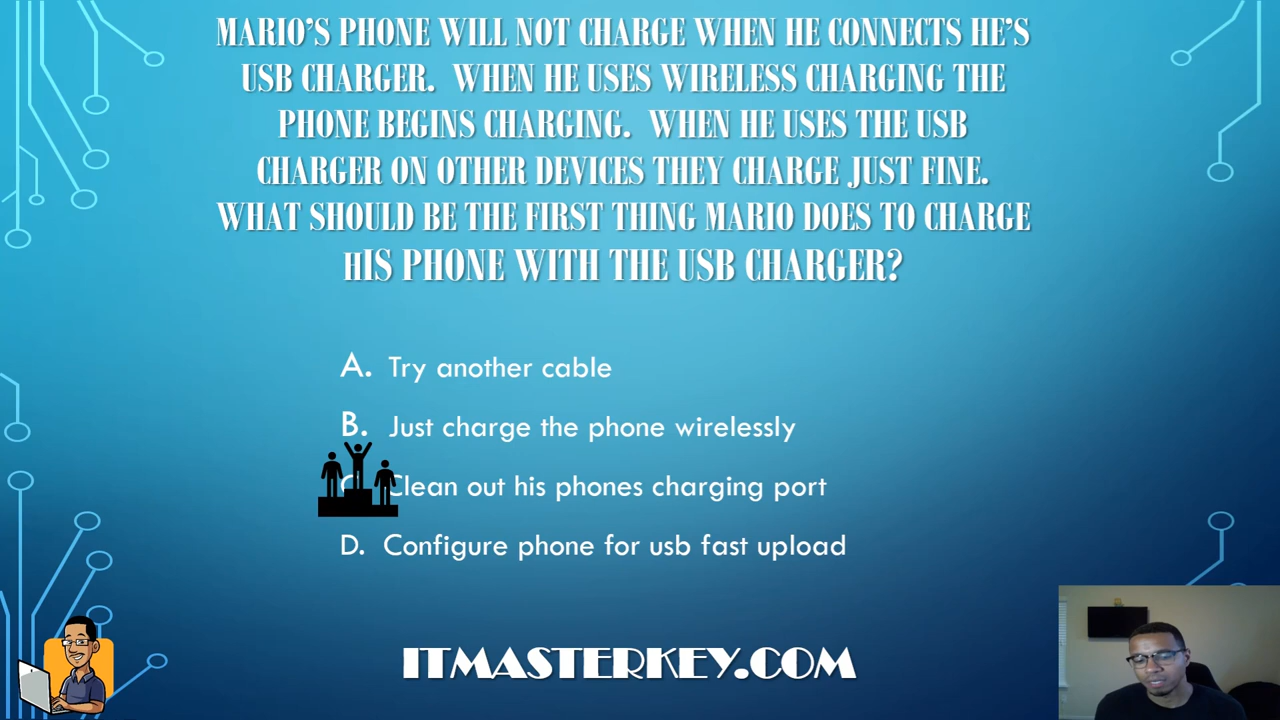 MARIO'S PHONE WILL NOT CHARGE WHEN HE CONNECTS HE'S
USB CHARGER. WHEN HE USES WIRELESS CHARGING THE
PHONE BEGINS CHARGING. WHEN HE USES THE USB
CHARGER ON OTHER DEVICES THEY CHARGE JUST FINE.
WHAT SHOULD BE THE FIRST THING MARIO DOES TO CHARGE
HIS PHONE WITH THE USB CHARGER?
A. Try another cable
B. Just charge the phone wirelessly
C. Clean out his phones charging port
D. Configure phone for usb fast upload
ITMASTERKEY.COM